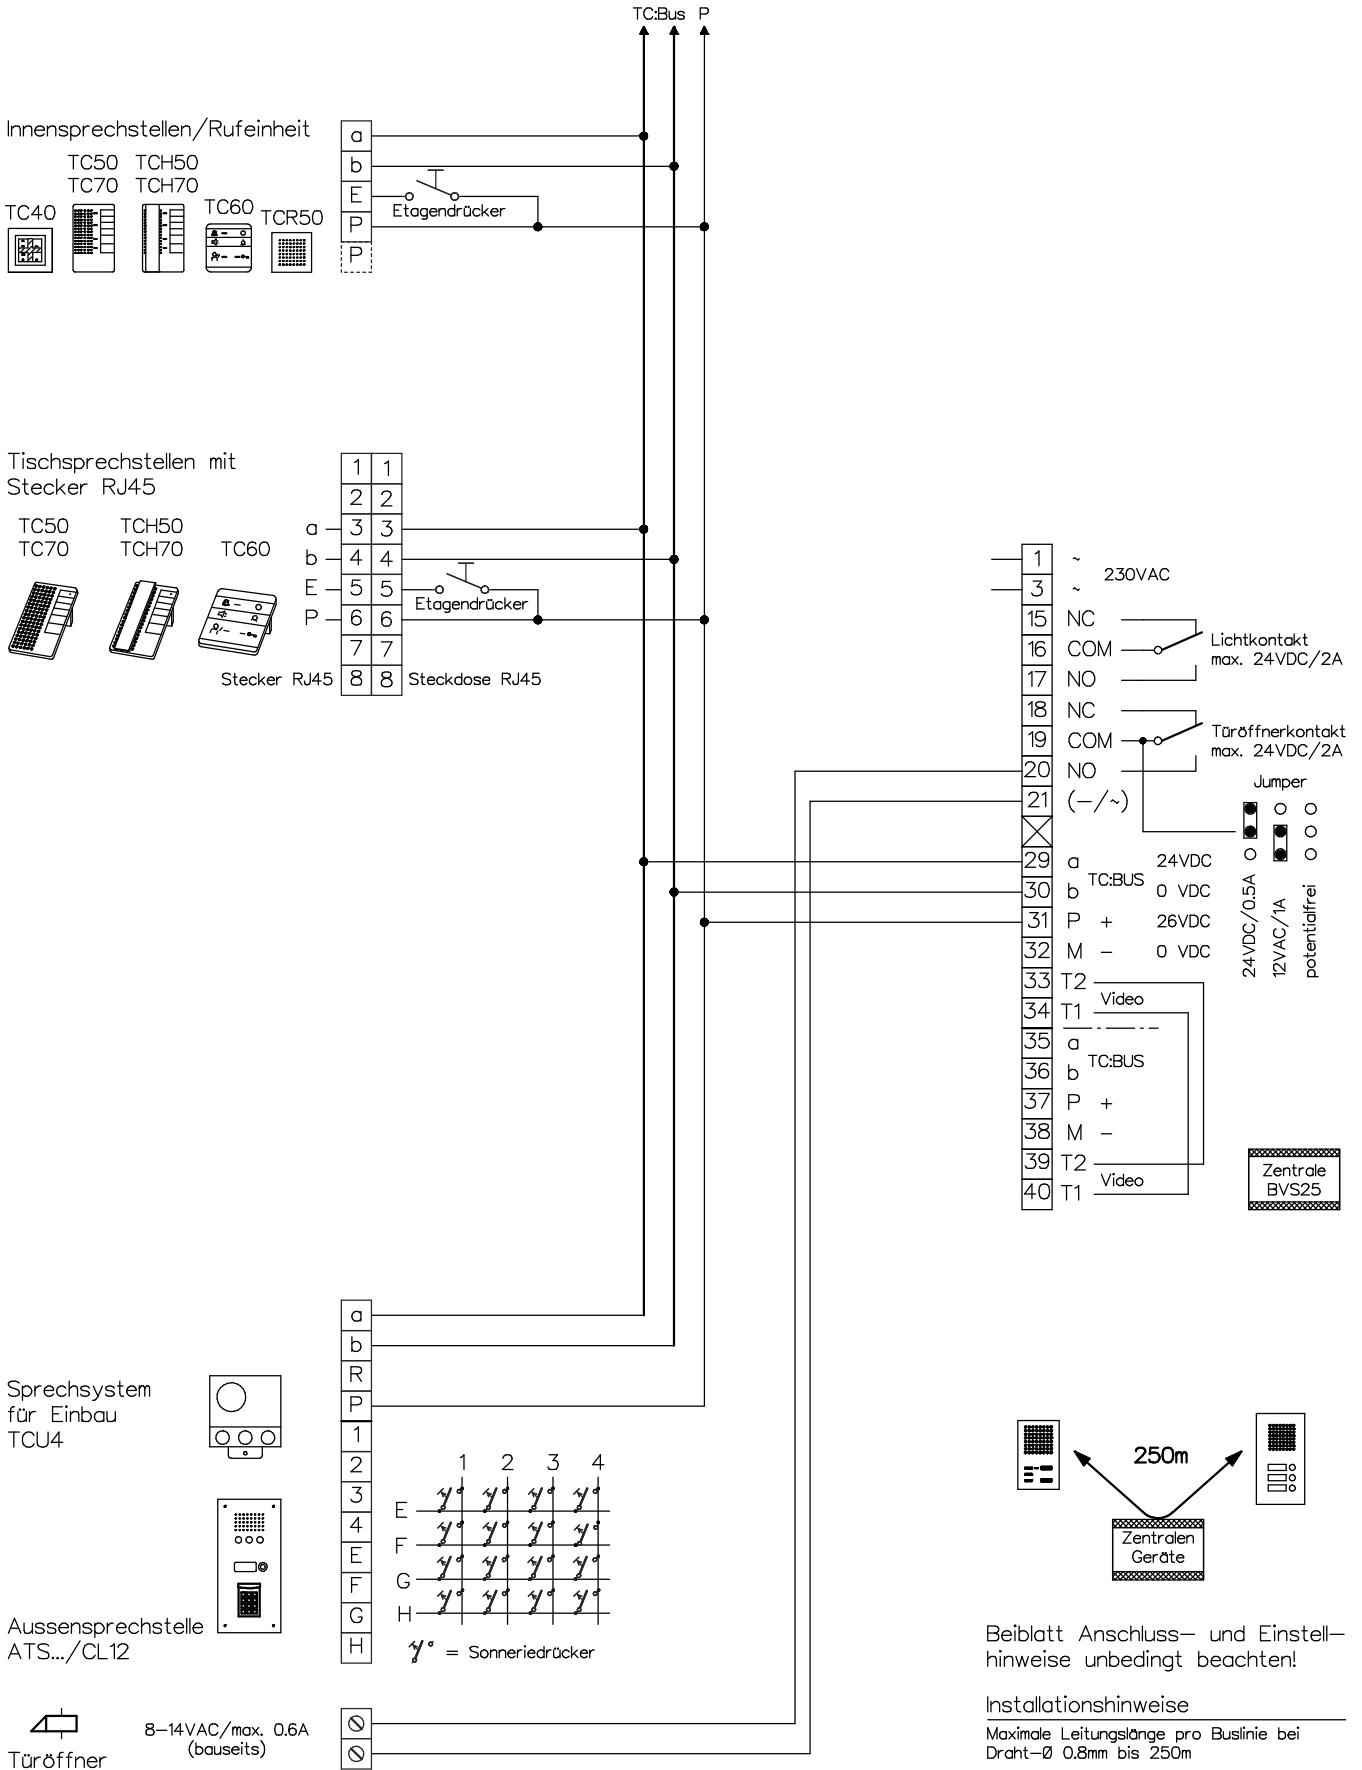 TC:Bus P
Innensprechstellen/Rufeinheit
TC50 TCH50
TC70 TCH70
TC40
TC60
TCR50
a
b
E
P
P
Etagendrücker
Tischsprechstellen mit
Stecker RJ45
TC50 TCH50
TC70 TCH70 TC60
1 1
2 2
a 3 3
b 4 4
E 5 5
P 6 6
7 7
Stecker RJ45 8 8 Steckdose RJ45
Etagendrücker
1 ~
3 ~
230VAC
15 NC
16 COM
17 NO
Lichtkontakt
max. 24VDC/2A
18 NC
19 COM
20 NO
Türöffnerkontakt
max. 24VDC/2A
21 (-/~)
Jumper
24VDC/0.5A
12VAC/1A
potentialfrei
29 a 24VDC
TC:BUS
30 b 0 VDC
31 P + 26VDC
32 M - 0 VDC
33 T2
Video
34 T1
35 a
TC:BUS
36 b
37 P +
38 M -
39 T2
Video
40 T1
Zentrale
BVS25
a
b
R
P
1
2
3
4
E
F
G
H
Sprechsystem
für Einbau
TCU4
1 2 3 4
E
F
G
H
= Sonneriedrücker
Aussensprechstelle
ATS.../CL12
Türöffner
8-14VAC/max. 0.6A
(bauseits)
250m
Zentralen
Geräte
Beiblatt Anschluss- und Einstell-
hinweise unbedingt beachten!
Installationshinweise
Maximale Leitungslänge pro Buslinie bei
Draht-Ø 0.8mm bis 250m